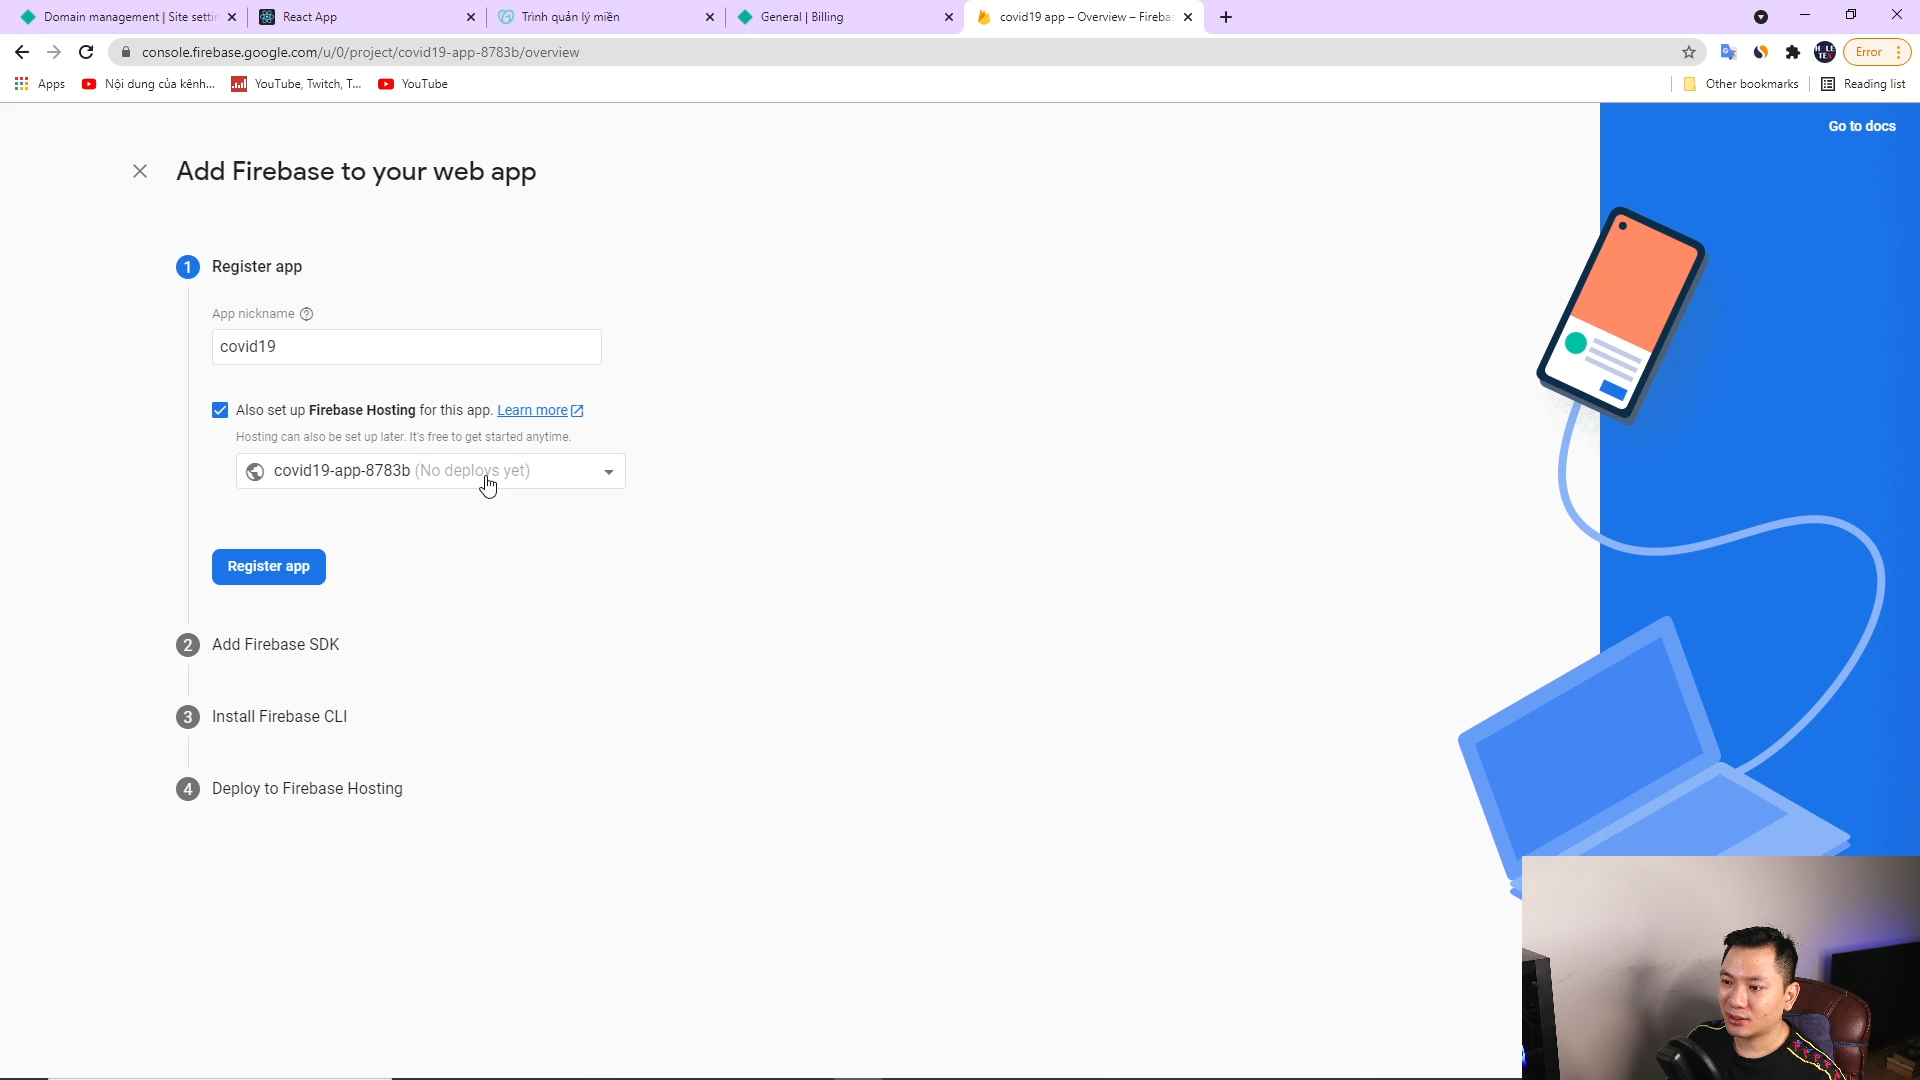 Domain management | Site settin
React App
Trình quản lý miền
General | Billing
covid19 app – Overview – Fireba
console.firebase.google.com/u/0/project/covid19-app-8783b/overview
Error
Apps
Nội dung của kênh...
YouTube, Twitch, T...
YouTube
Other bookmarks
Reading list
Go to docs
Add Firebase to your web app
1 Register app
App nickname
covid19
Also set up Firebase Hosting for this app. Learn more
Hosting can also be set up later. It's free to get started anytime.
covid19-app-8783b (No deploys yet)
Register app
2 Add Firebase SDK
3 Install Firebase CLI
4 Deploy to Firebase Hosting